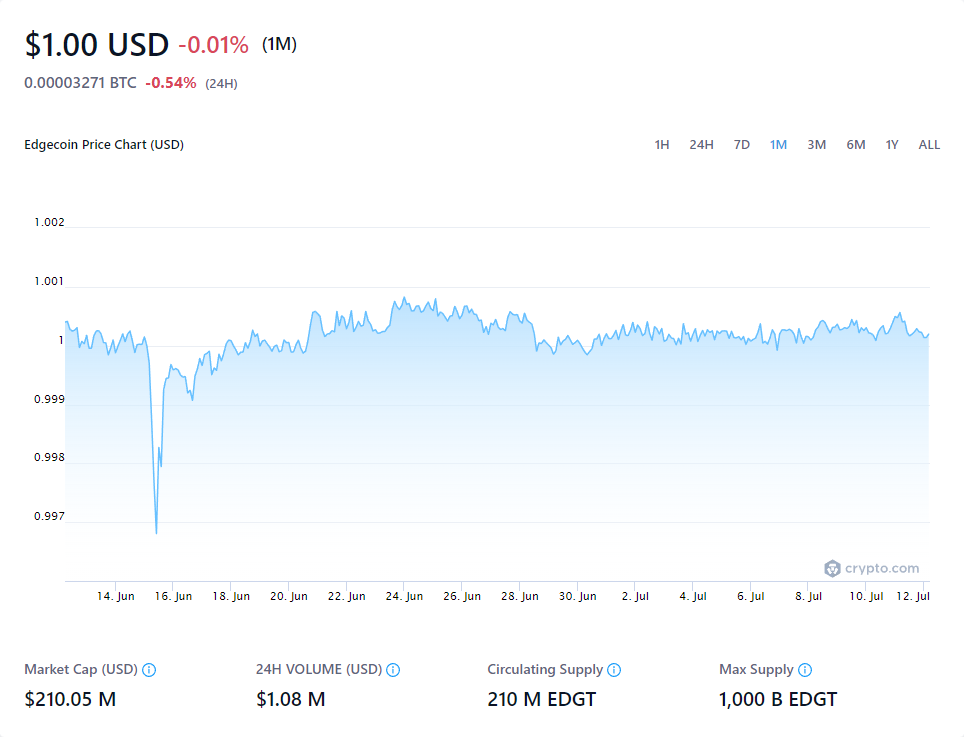 $1.00 USD -0.01% (1M)
0.00003271 BTC -0.54% (24H)
Edgecoin Price Chart (USD) 1H 24H 7D 1M 3M 6M 1Y ALL
1.002
1.001
1
0.999
0.998
0.997
crypto.com
14. Jun 16. Jun 18. Jun 20. Jun 22. Jun 24. Jun 26. Jun 28. Jun 30. Jun 2. Jul 4. Jul 6. Jul 8. Jul 10. Jul 12. Jul
Market Cap (USD) 24H VOLUME (USD) Circulating Supply Max Supply
$210.05 M $1.08 M 210 M EDGT 1,000 B EDGT